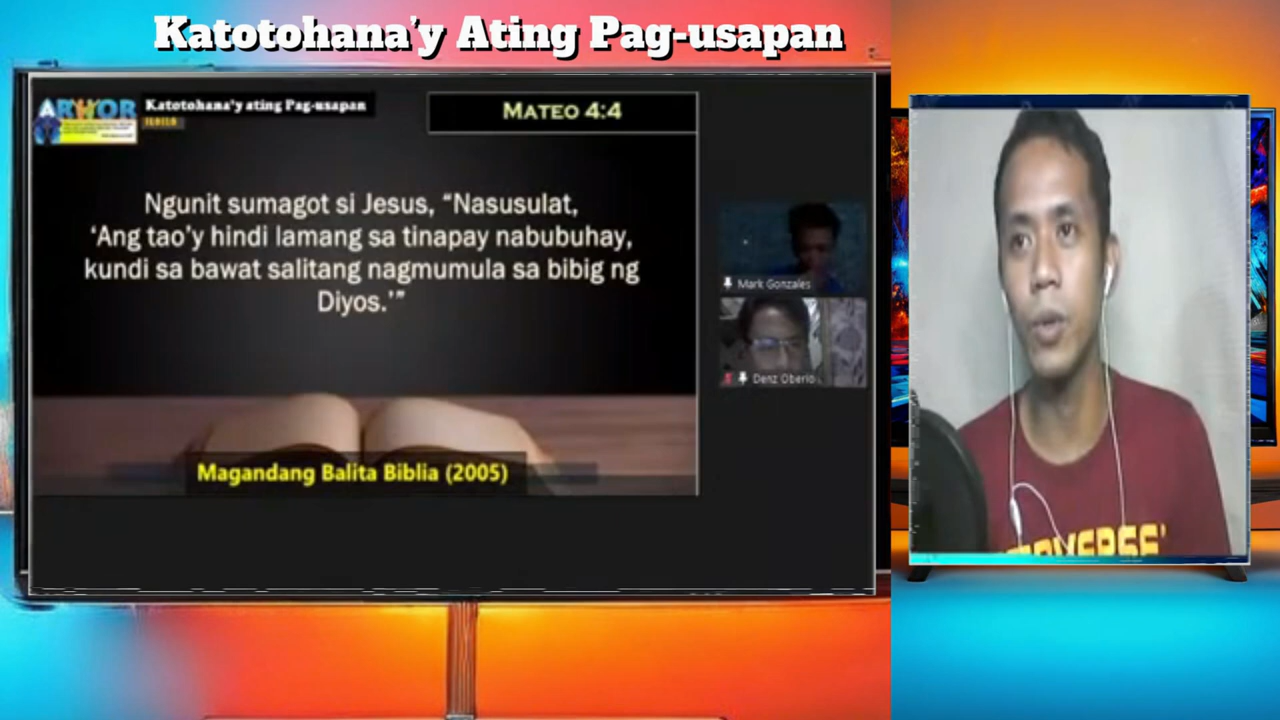 Katotohana'y Ating Pag-usapan
ARWOR
Katotohana'y ating Pag-usapan
MATEO 4:4
Ngunit sumagot si Jesus, “Nasusulat,
‘Ang tao'y hindi lamang sa tinapay nabubuhay,
kundi sa bawat salitang nagmumula sa bibig ng
Diyos.’”
Magandang Balita Biblia (2005)
Mark Gonzales
Denz Oberio